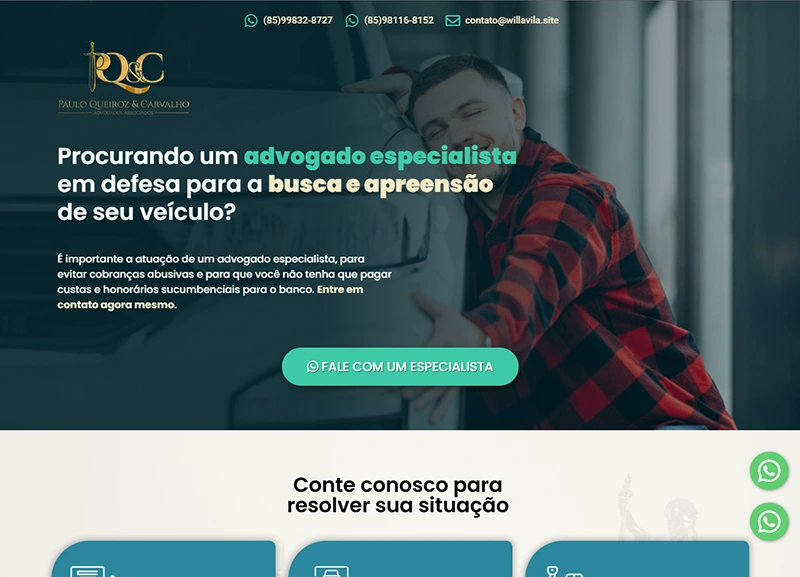 (85)99832-8727 (85)98116-8152 contato@willavila.site
PQ&C
PAULO QUEIROZ & CARVALHO
ADVOGADOS ASSOCIADOS
Procurando um advogado especialista
em defesa para a busca e apreensão
de seu veículo?
É importante a atuação de um advogado especialista, para
evitar cobranças abusivas e para que você não tenha que pagar
custas e honorários sucumbenciais para o banco. Entre em
contato agora mesmo.
FALE COM UM ESPECIALISTA
Conte conosco para
resolver sua situação